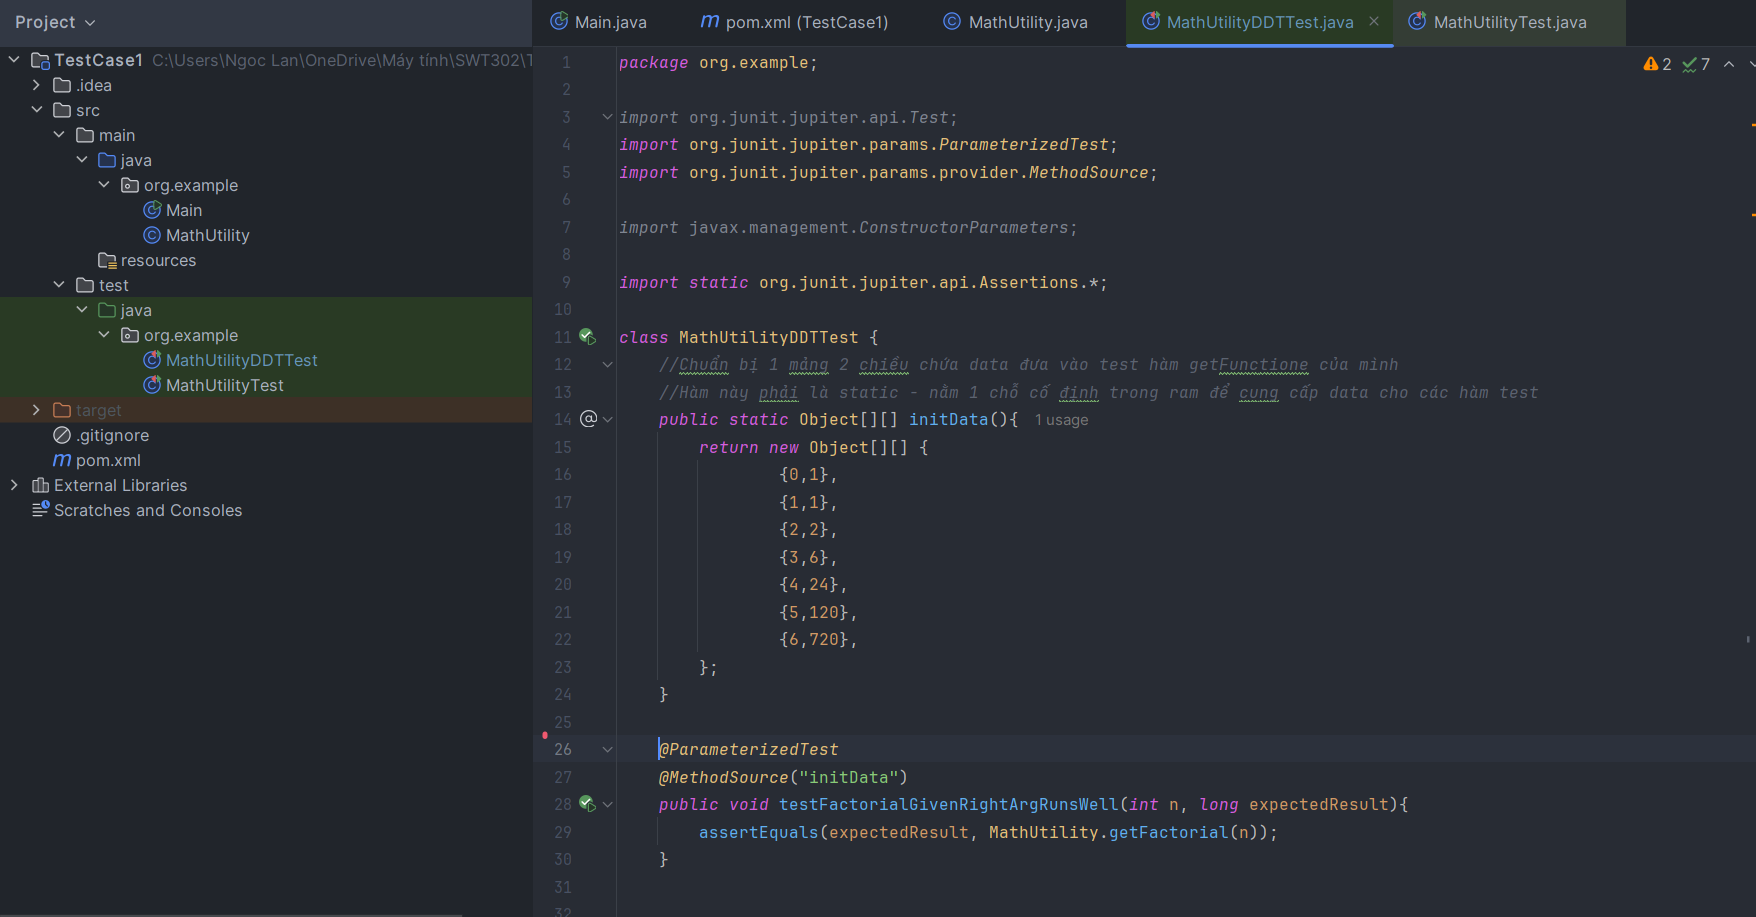 Project
Main.java
pom.xml (TestCase1)
MathUtility.java
MathUtilityDDTTest.java
MathUtilityTest.java
TestCase1 C:\Users\Ngoc Lan\OneDrive\Máy tính\SWT302\T
.idea
src
main
java
org.example
Main
MathUtility
resources
test
java
org.example
MathUtilityDDTTest
MathUtilityTest
target
.gitignore
pom.xml
External Libraries
Scratches and Consoles
2 7
1 package org.example;
2
3 import org.junit.jupiter.api.Test;
4 import org.junit.jupiter.params.ParameterizedTest;
5 import org.junit.jupiter.params.provider.MethodSource;
6
7 import javax.management.ConstructorParameters;
8
9 import static org.junit.jupiter.api.Assertions.*;
10
11 class MathUtilityDDTTest {
12 //Chuẩn bị 1 mảng 2 chiều chứa data đưa vào test hàm getFunctione của mình
13 //Hàm này phải là static - nằm 1 chỗ cố định trong ram để cung cấp data cho các hàm test
14 @ public static Object[][] initData(){ 1 usage
15 return new Object[][] {
16 {0,1},
17 {1,1},
18 {2,2},
19 {3,6},
20 {4,24},
21 {5,120},
22 {6,720},
23 };
24 }
25
26 @ParameterizedTest
27 @MethodSource("initData")
28 public void testFactorialGivenRightArgRunsWell(int n, long expectedResult){
29 assertEquals(expectedResult, MathUtility.getFactorial(n));
30 }
31
32